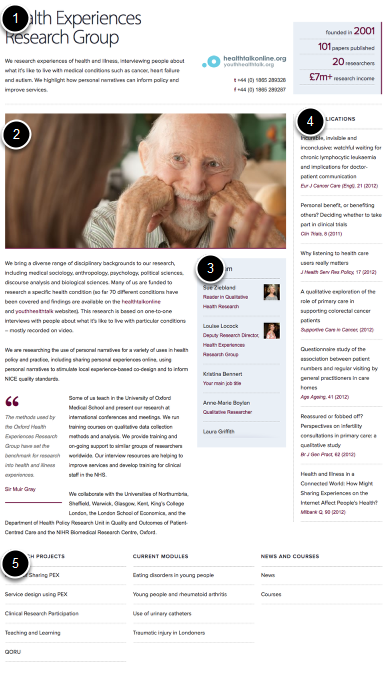 1
Health Experiences
Research Group
We research experiences of health and illness, interviewing people about
what it's like to live with medical conditions such as cancer, heart failure
and autism. We highlight how personal narratives can inform policy and
improve services.
healthtalkonline.org
youthhealthtalk.org
t +44 (0) 1865 289328
f +44 (0) 1865 289287
founded in 2001
101 papers published
20 researchers
£7m+ research income
2
We bring a diverse range of disciplinary backgrounds to our research,
including medical sociology, anthropology, psychology, political sciences,
discourse analysis and biological sciences. Many of us are funded to
research a specific health condition (so far 70 different conditions have
been covered and findings are available on the healthtalkonline
and youthhealthtalk websites). This research is based on one-to-one
interviews with people about what it's like to live with particular conditions
– mostly recorded on video.
We are researching the use of personal narratives for a variety of uses in health
policy and practice, including sharing personal experiences online, using
personal narratives to stimulate local experience-based co-design and to inform
NICE quality standards.
“
The methods used by
the Oxford Health
Experiences Research
Group have set the
benchmark for research
into health and illness
experiences.
Sir Muir Gray
Some of us teach in the University of Oxford
Medical School and present our research at
international conferences and meetings. We run
training courses on qualitative data collection
methods and analysis. We provide training and
on-going support to similar groups of researchers
worldwide. Our interview resources are helping to
improve services and develop training for clinical
staff in the NHS.
We collaborate with the Universities of Northumbria,
Sheffield, Warwick, Glasgow, Kent, King's College
London, the London School of Economics, and the
Department of Health Policy Research Unit in Quality and Outcomes of Patient-
Centred Care and the NIHR Biomedical Research Centre, Oxford.
3
Sue Ziebland
Reader in Qualitative
Health Research
Louise Locock
Deputy Research Director,
Health Experiences
Research Group
Kristina Bennert
Your main job title
Anne-Marie Boylan
Qualitative Researcher
Laura Griffith
4
Invisible and
inconclusive: watchful waiting for
chronic lymphocytic leukaemia
and implications for doctor-
patient communication
Eur J Cancer Care (Engl), 21 (2012)
Personal benefit, or benefiting
others? Deciding whether to take
part in clinical trials
Clin Trials, 8 (2011)
Why listening to health care
users really matters
J Health Serv Res Policy, 17 (2012)
A qualitative exploration of the
role of primary care in
supporting colorectal cancer
patients
Supportive Care in Cancer, (2012)
Questionnaire study of the
association between patient
numbers and regular visiting by
general practitioners in care
homes
Age Ageing, 41 (2012)
Reassured or fobbed off?
Perspectives on infertility
consultations in primary care: a
qualitative study
Br J Gen Pract, 62 (2012)
Health and Illness in a
Connected World: How Might
Sharing Experiences on the
Internet Affect People's Health?
Milbank Q, 90 (2012)
5
PROJECTS
Sharing PEX
Service design using PEX
Clinical Research Participation
Teaching and Learning
QORU
CURRENT MODULES
Eating disorders in young people
Young people and rheumatoid arthritis
Use of urinary catheters
Traumatic injury in Londoners
NEWS AND COURSES
News
Courses